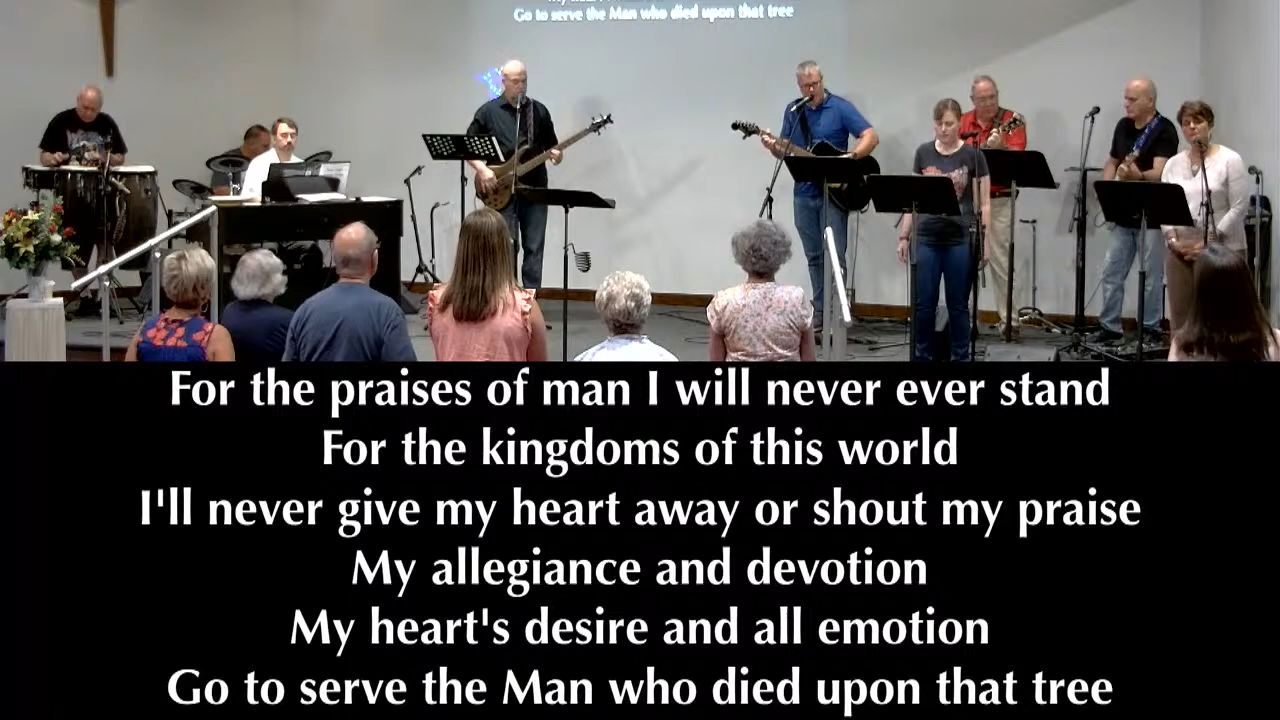 Go to serve the Man who died upon that tree
For the praises of man I will never ever stand
For the kingdoms of this world
I'll never give my heart away or shout my praise
My allegiance and devotion
My heart's desire and all emotion
Go to serve the Man who died upon that tree